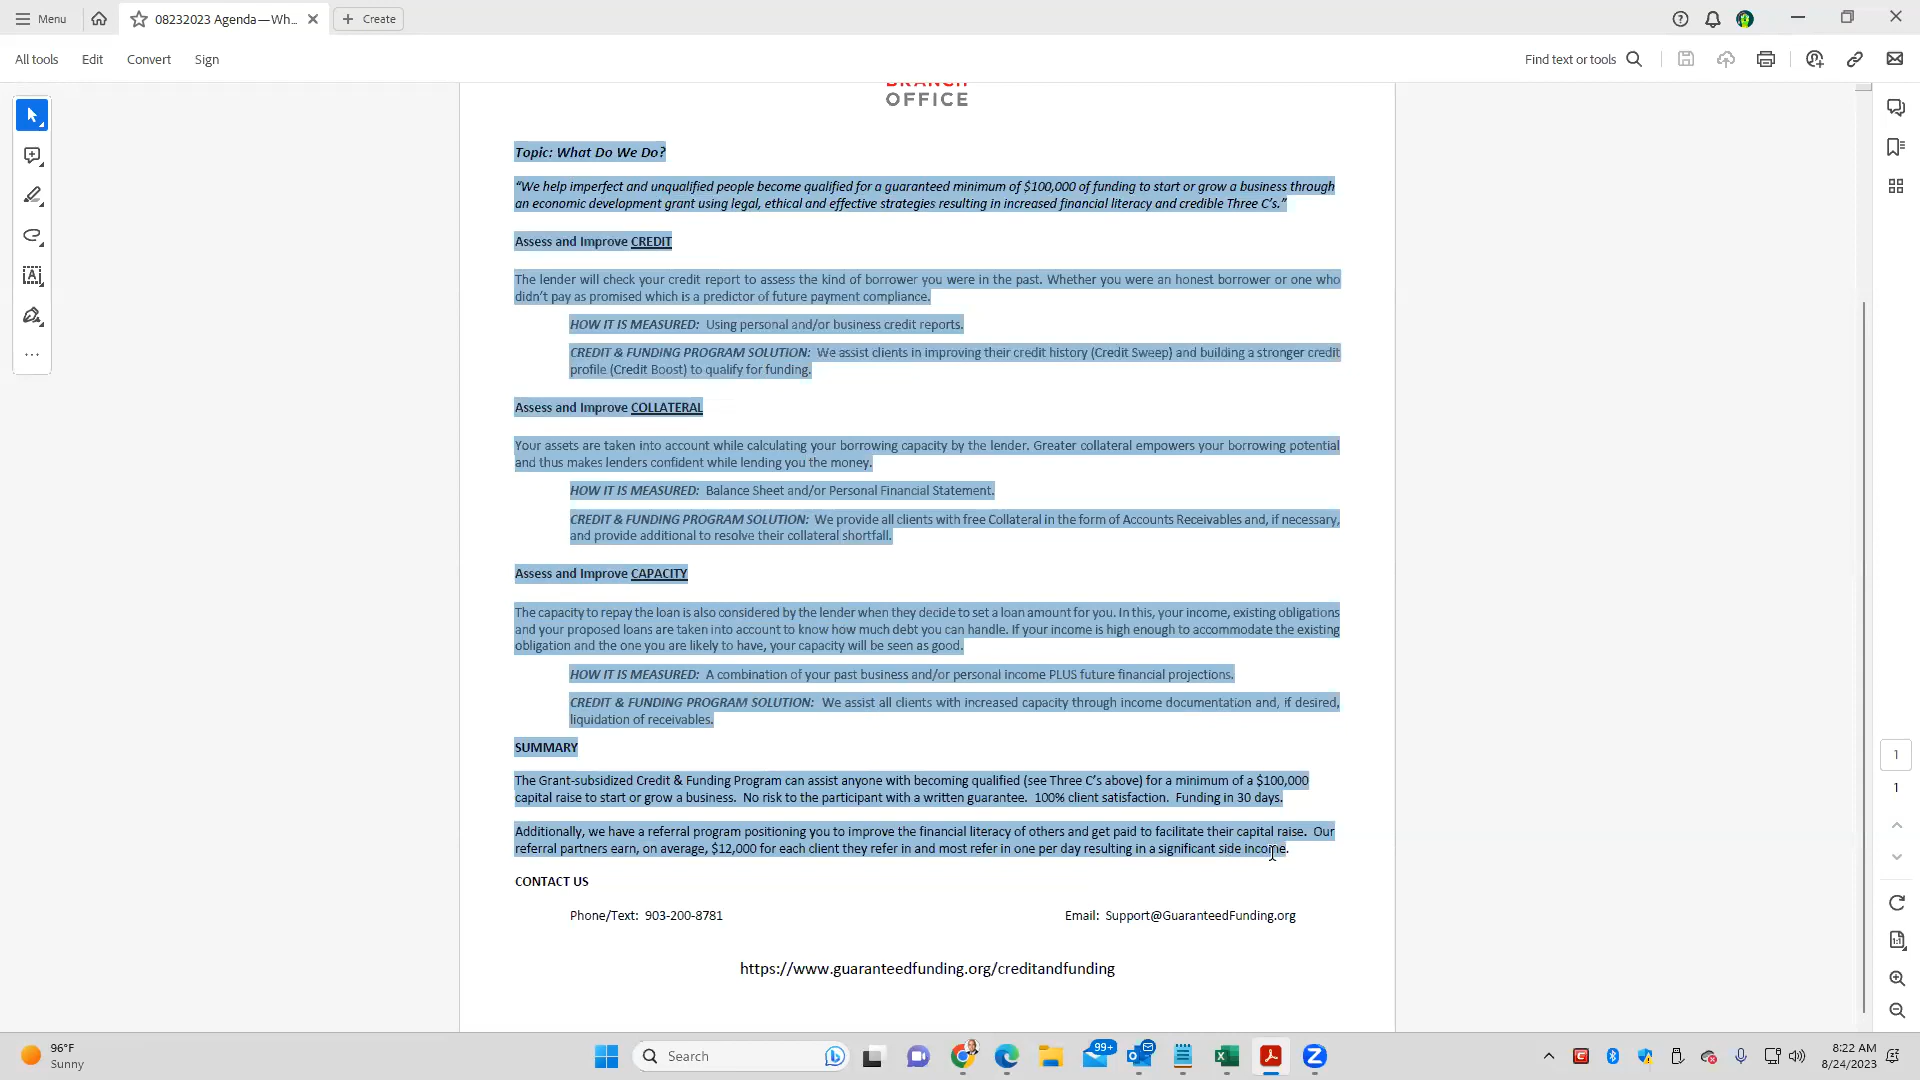 Menu
08232023 Agenda—Wh...
Create
All tools
Edit
Convert
Sign
Find text or tools
BRANCH
OFFICE
Topic: What Do We Do?
“We help imperfect and unqualified people become qualified for a guaranteed minimum of $100,000 of funding to start or grow a business through
an economic development grant using legal, ethical and effective strategies resulting in increased financial literacy and credible Three C’s.”
Assess and Improve CREDIT
The lender will check your credit report to assess the kind of borrower you were in the past. Whether you were an honest borrower or one who
didn’t pay as promised which is a predictor of future payment compliance.
HOW IT IS MEASURED: Using personal and/or business credit reports.
CREDIT & FUNDING PROGRAM SOLUTION: We assist clients in improving their credit history (Credit Sweep) and building a stronger credit
profile (Credit Boost) to qualify for funding.
Assess and Improve COLLATERAL
Your assets are taken into account while calculating your borrowing capacity by the lender. Greater collateral empowers your borrowing potential
and thus makes lenders confident while lending you the money.
HOW IT IS MEASURED: Balance Sheet and/or Personal Financial Statement.
CREDIT & FUNDING PROGRAM SOLUTION: We provide all clients with free Collateral in the form of Accounts Receivables and, if necessary,
and provide additional to resolve their collateral shortfall.
Assess and Improve CAPACITY
The capacity to repay the loan is also considered by the lender when they decide to set a loan amount for you. In this, your income, existing obligations
and your proposed loans are taken into account to know how much debt you can handle. If your income is high enough to accommodate the existing
obligation and the one you are likely to have, your capacity will be seen as good.
HOW IT IS MEASURED: A combination of your past business and/or personal income PLUS future financial projections.
CREDIT & FUNDING PROGRAM SOLUTION: We assist all clients with increased capacity through income documentation and, if desired,
liquidation of receivables.
SUMMARY
The Grant-subsidized Credit & Funding Program can assist anyone with becoming qualified (see Three C’s above) for a minimum of a $100,000
capital raise to start or grow a business. No risk to the participant with a written guarantee. 100% client satisfaction. Funding in 30 days.
Additionally, we have a referral program positioning you to improve the financial literacy of others and get paid to facilitate their capital raise. Our
referral partners earn, on average, $12,000 for each client they refer in and most refer in one per day resulting in a significant side income.
CONTACT US
Phone/Text: 903-200-8781
Email: Support@GuaranteedFunding.org
https://www.guaranteedfunding.org/creditandfunding
1
1
96°F
Sunny
Search
99+
8:22 AM
8/24/2023